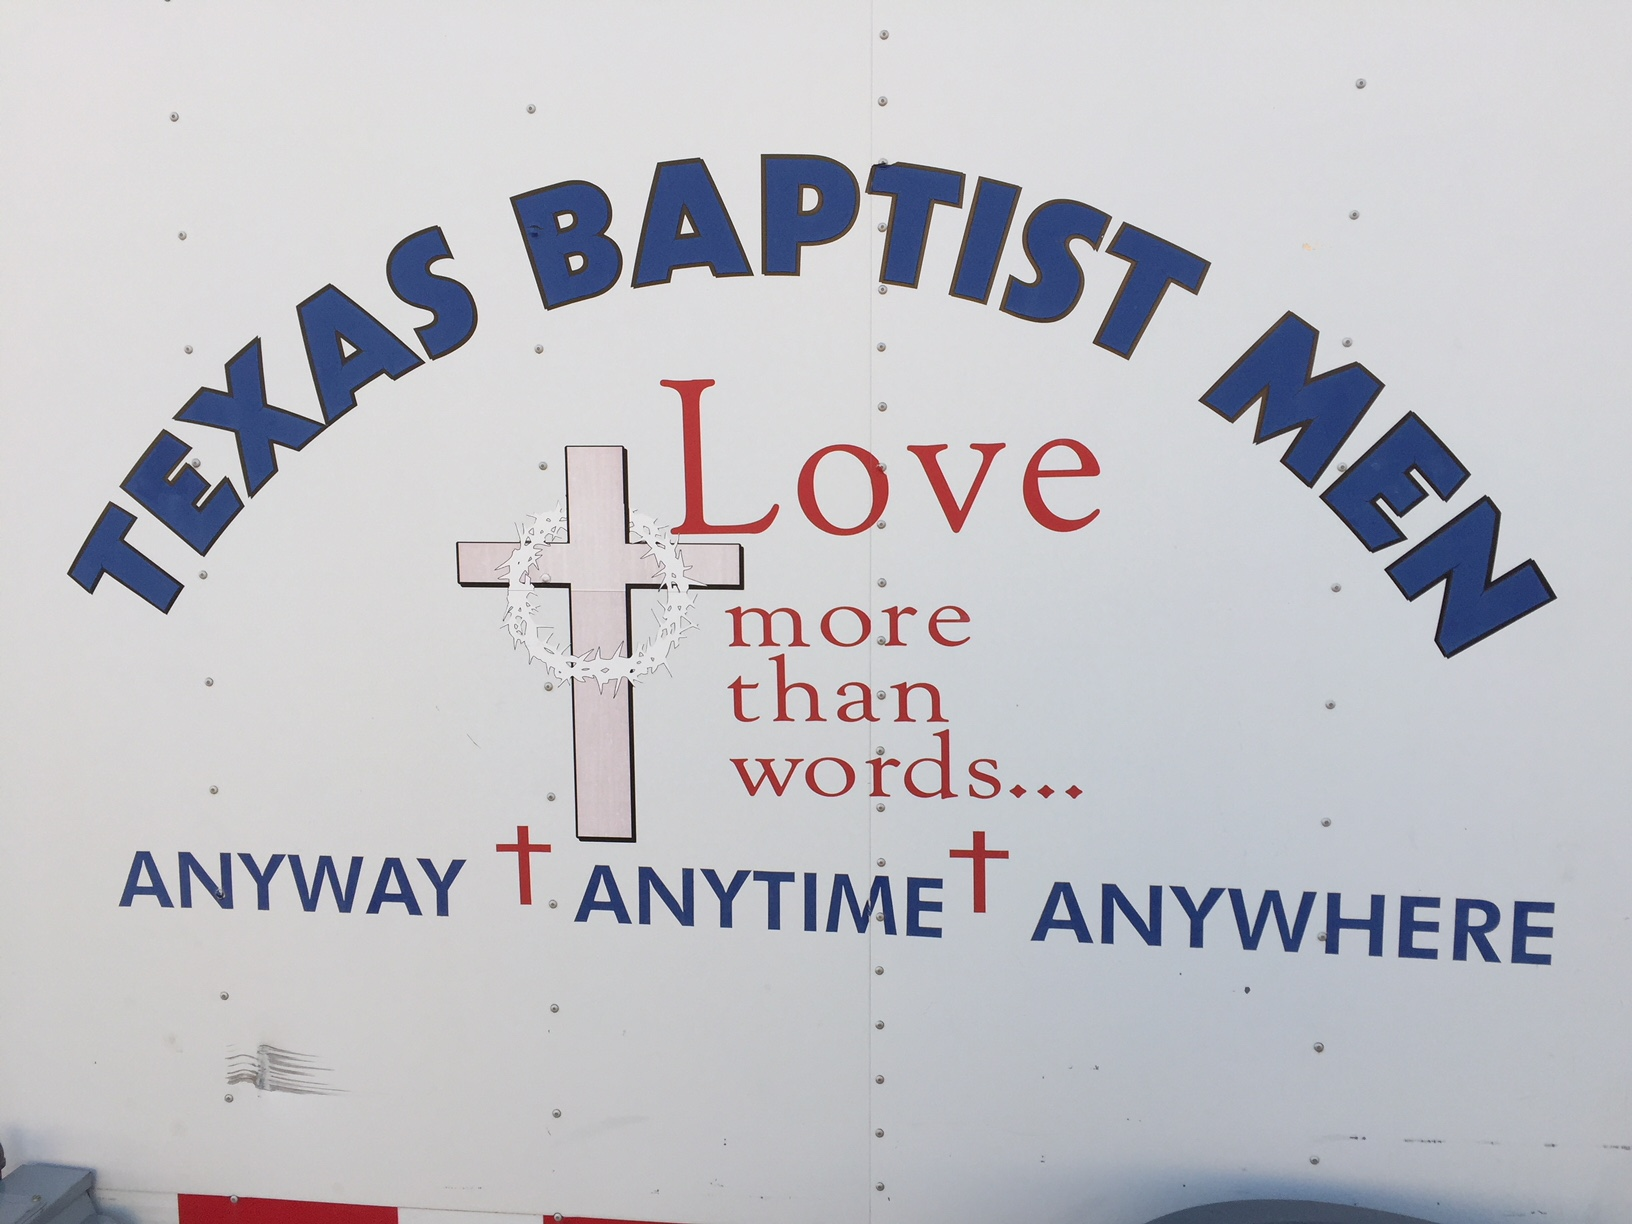 TEXAS BAPTIST MEN
Love
more
than
words...
ANYWAY ANYTIME ANYWHERE